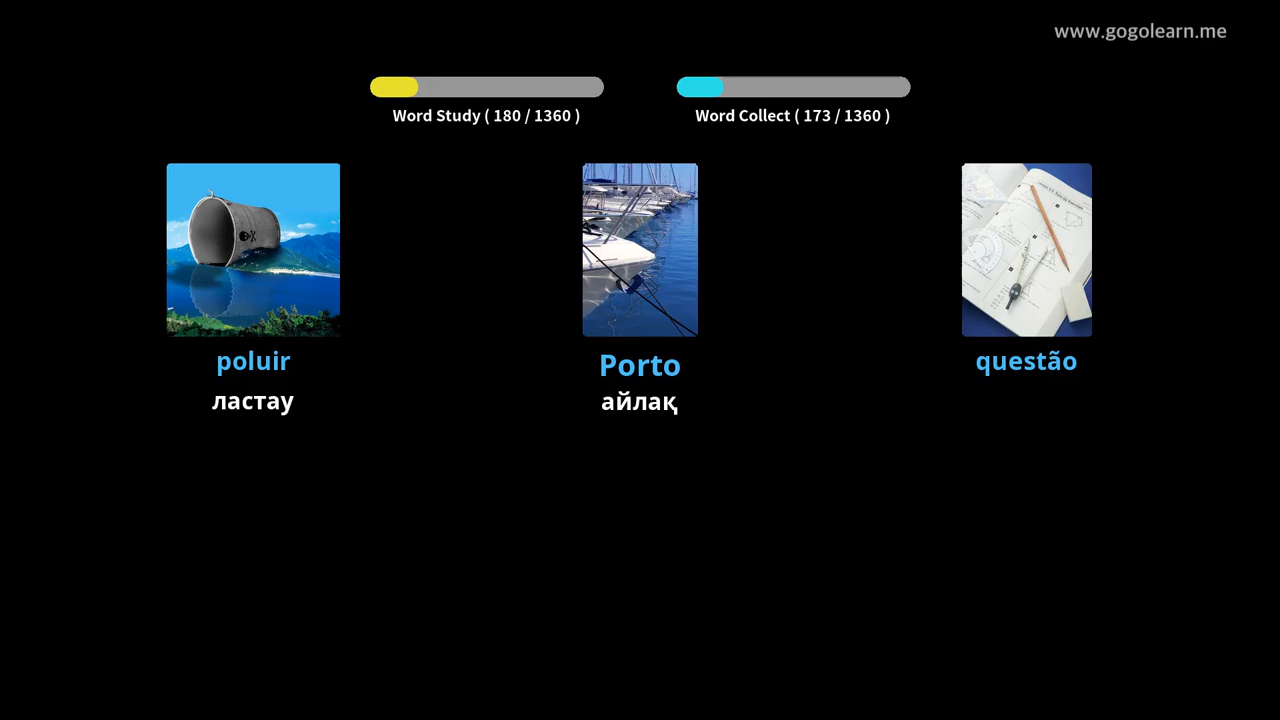 www.gogolearn.me
Word Study ( 180 / 1360 )
Word Collect ( 173 / 1360 )
poluir
Porto
questão
ластау
айлақ